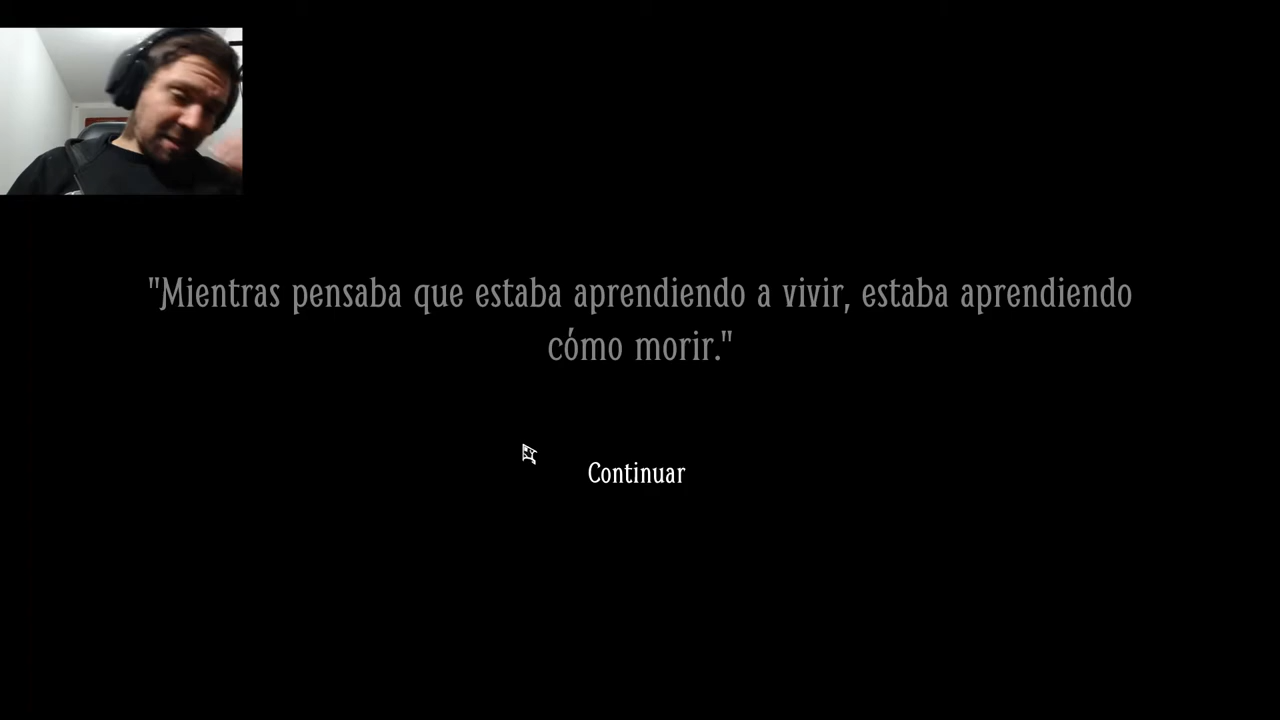 "Mientras pensaba que estaba aprendiendo a vivir, estaba aprendiendo
cómo morir."
Continuar